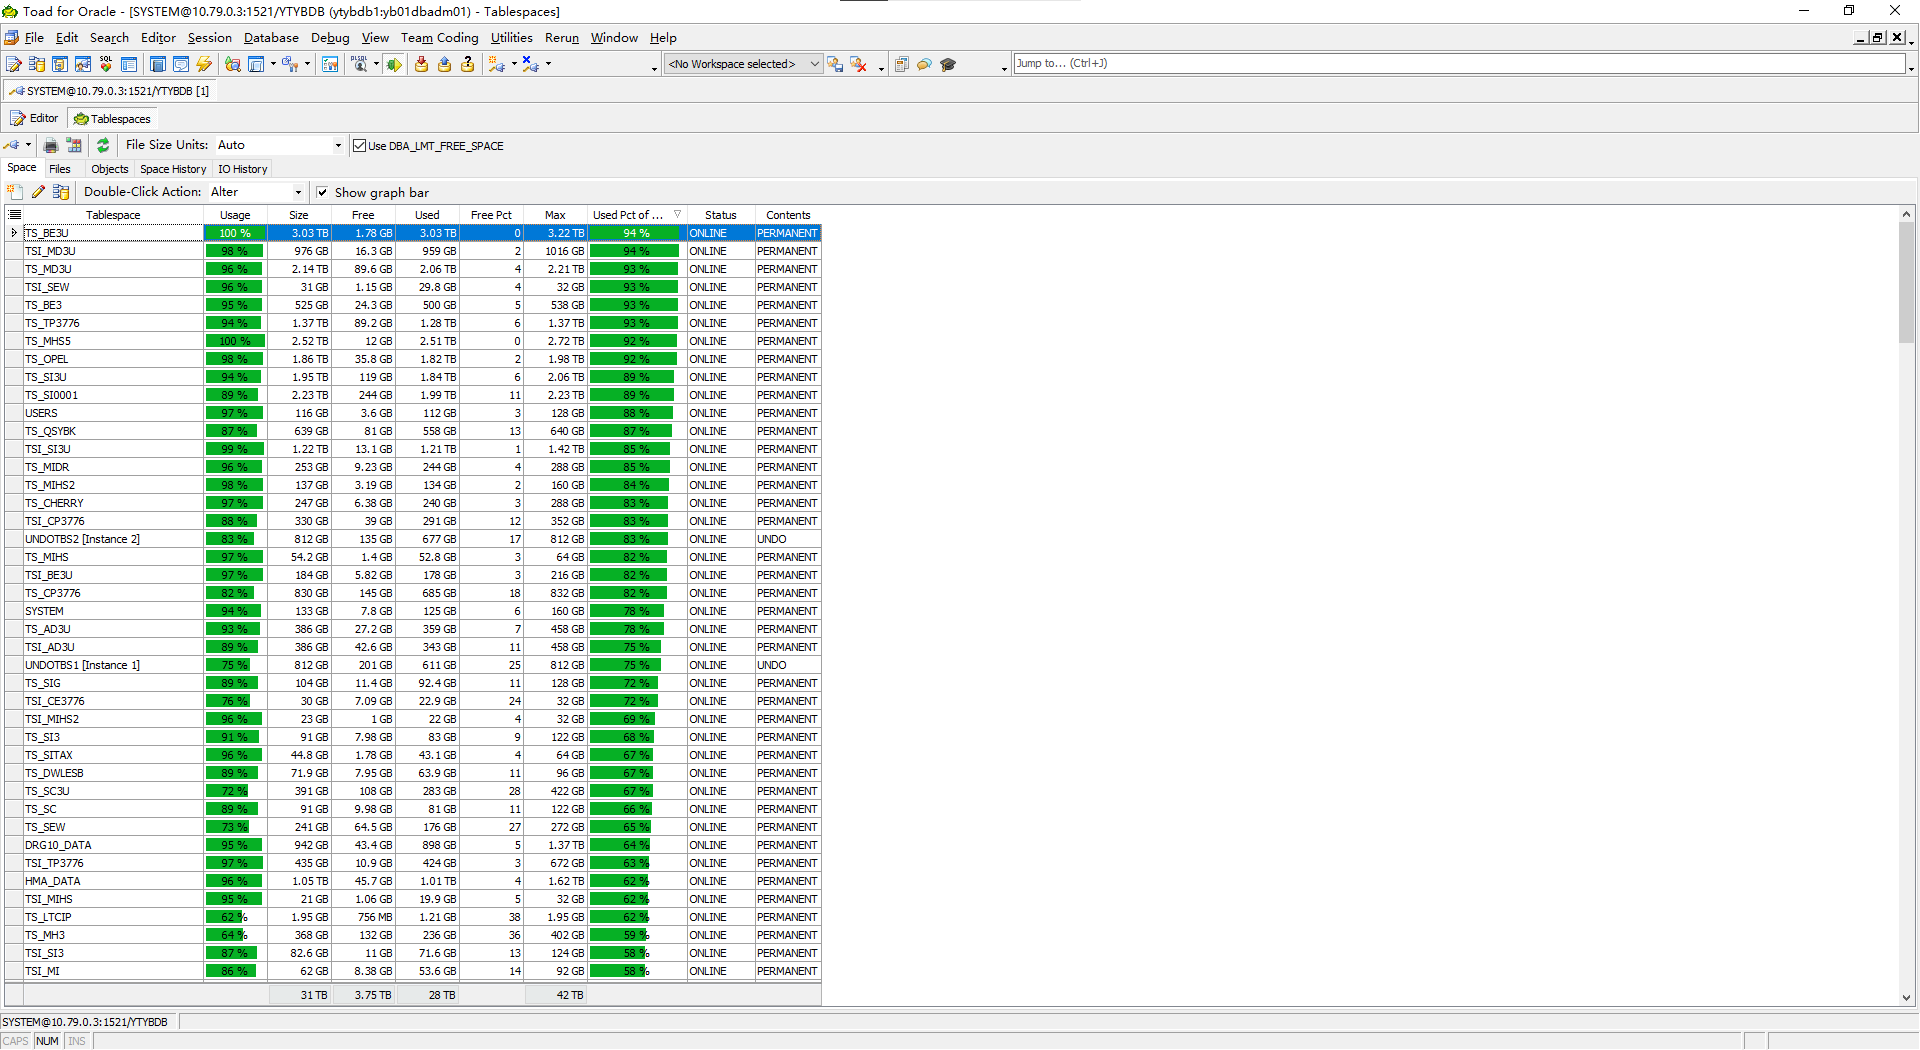 Toad for Oracle - [SYSTEM@10.79.0.3:1521/YTYBDB (ytybdb1:yb01dbadm01) - Tablespaces]
File Edit Search Editor Session Database Debug View Team Coding Utilities Rerun Window Help
<No Workspace selected> Jump to... (Ctrl+J)
SYSTEM@10.79.0.3:1521/YTYBDB [1]
Editor Tablespaces
File Size Units: Auto Use DBA_LMT_FREE_SPACE
Space Files Objects Space History IO History
Double-Click Action: Alter Show graph bar
Tablespace Usage Size Free Used Free Pct Max Used Pct of ... Status Contents
TS_BE3U 100 % 3.03 TB 1.78 GB 3.03 TB 0 3.22 TB 94 % ONLINE PERMANENT
TSI_MD3U 98 % 976 GB 16.3 GB 959 GB 2 1016 GB 94 % ONLINE PERMANENT
TS_MD3U 96 % 2.14 TB 89.6 GB 2.06 TB 4 2.21 TB 93 % ONLINE PERMANENT
TSI_SEW 96 % 31 GB 1.15 GB 29.8 GB 4 32 GB 93 % ONLINE PERMANENT
TS_BE3 95 % 525 GB 24.3 GB 500 GB 5 538 GB 93 % ONLINE PERMANENT
TS_TP3776 94 % 1.37 TB 89.2 GB 1.28 TB 6 1.37 TB 93 % ONLINE PERMANENT
TS_MHS5 100 % 2.52 TB 12 GB 2.51 TB 0 2.72 TB 92 % ONLINE PERMANENT
TS_OPEL 98 % 1.86 TB 35.8 GB 1.82 TB 2 1.98 TB 92 % ONLINE PERMANENT
TS_SI3U 94 % 1.95 TB 119 GB 1.84 TB 6 2.06 TB 89 % ONLINE PERMANENT
TS_SI0001 89 % 2.23 TB 244 GB 1.99 TB 11 2.23 TB 89 % ONLINE PERMANENT
USERS 97 % 116 GB 3.6 GB 112 GB 3 128 GB 88 % ONLINE PERMANENT
TS_QSYBK 87 % 639 GB 81 GB 558 GB 13 640 GB 87 % ONLINE PERMANENT
TSI_SI3U 99 % 1.22 TB 13.1 GB 1.21 TB 1 1.42 TB 85 % ONLINE PERMANENT
TS_MIDR 96 % 253 GB 9.23 GB 244 GB 4 288 GB 85 % ONLINE PERMANENT
TS_MIHS2 98 % 137 GB 3.19 GB 134 GB 2 160 GB 84 % ONLINE PERMANENT
TS_CHERRY 97 % 247 GB 6.38 GB 240 GB 3 288 GB 83 % ONLINE PERMANENT
TSI_CP3776 88 % 330 GB 39 GB 291 GB 12 352 GB 83 % ONLINE PERMANENT
UNDOTBS2 [Instance 2] 83 % 812 GB 135 GB 677 GB 17 812 GB 83 % ONLINE UNDO
TS_MIHS 97 % 54.2 GB 1.4 GB 52.8 GB 3 64 GB 82 % ONLINE PERMANENT
TSI_BE3U 97 % 184 GB 5.82 GB 178 GB 3 216 GB 82 % ONLINE PERMANENT
TS_CP3776 82 % 830 GB 145 GB 685 GB 18 832 GB 82 % ONLINE PERMANENT
SYSTEM 94 % 133 GB 7.8 GB 125 GB 6 160 GB 78 % ONLINE PERMANENT
TS_AD3U 93 % 386 GB 27.2 GB 359 GB 7 458 GB 78 % ONLINE PERMANENT
TSI_AD3U 89 % 386 GB 42.6 GB 343 GB 11 458 GB 75 % ONLINE PERMANENT
UNDOTBS1 [Instance 1] 75 % 812 GB 201 GB 611 GB 25 812 GB 75 % ONLINE UNDO
TS_SIG 89 % 104 GB 11.4 GB 92.4 GB 11 128 GB 72 % ONLINE PERMANENT
TSI_CE3776 76 % 30 GB 7.09 GB 22.9 GB 24 32 GB 72 % ONLINE PERMANENT
TSI_MIHS2 96 % 23 GB 1 GB 22 GB 4 32 GB 69 % ONLINE PERMANENT
TS_SI3 91 % 91 GB 7.98 GB 83 GB 9 122 GB 68 % ONLINE PERMANENT
TS_SITAX 96 % 44.8 GB 1.78 GB 43.1 GB 4 64 GB 67 % ONLINE PERMANENT
TS_DWLESB 89 % 71.9 GB 7.95 GB 63.9 GB 11 96 GB 67 % ONLINE PERMANENT
TS_SC3U 72 % 391 GB 108 GB 283 GB 28 422 GB 67 % ONLINE PERMANENT
TS_SC 89 % 91 GB 9.98 GB 81 GB 11 122 GB 66 % ONLINE PERMANENT
TS_SEW 73 % 241 GB 64.5 GB 176 GB 27 272 GB 65 % ONLINE PERMANENT
DRG10_DATA 95 % 942 GB 43.4 GB 898 GB 5 1.37 TB 64 % ONLINE PERMANENT
TSI_TP3776 97 % 435 GB 10.9 GB 424 GB 3 672 GB 63 % ONLINE PERMANENT
HMA_DATA 96 % 1.05 TB 45.7 GB 1.01 TB 4 1.62 TB 62 % ONLINE PERMANENT
TSI_MIHS 95 % 21 GB 1.06 GB 19.9 GB 5 32 GB 62 % ONLINE PERMANENT
TS_LTCIP 62 % 1.95 GB 756 MB 1.21 GB 38 1.95 GB 62 % ONLINE PERMANENT
TS_MH3 64 % 368 GB 132 GB 236 GB 36 402 GB 59 % ONLINE PERMANENT
TSI_SI3 87 % 82.6 GB 11 GB 71.6 GB 13 124 GB 58 % ONLINE PERMANENT
TSI_MI 86 % 62 GB 8.38 GB 53.6 GB 14 92 GB 58 % ONLINE PERMANENT
31 TB 3.75 TB 28 TB 42 TB
SYSTEM@10.79.0.3:1521/YTYBDB
CAPS NUM INS